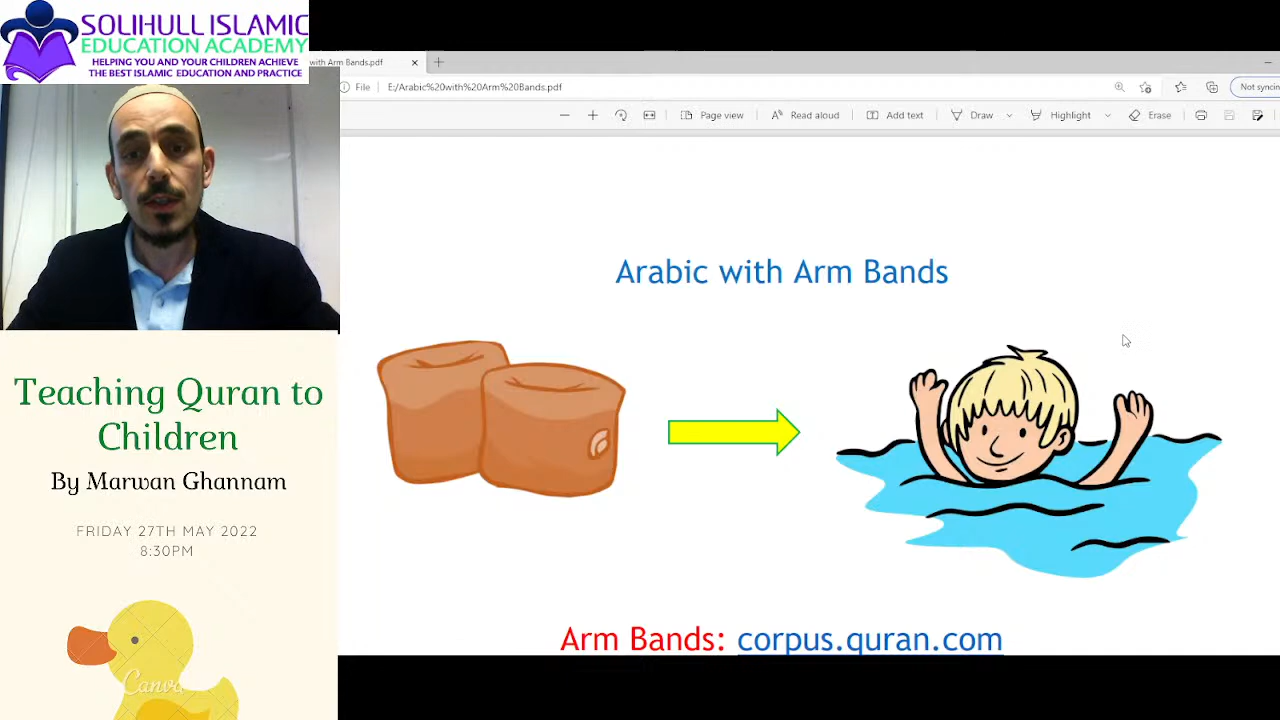 SOLIHULL ISLAMIC
EDUCATION ACADEMY
HELPING YOU AND YOUR CHILDREN ACHIEVE
THE BEST ISLAMIC EDUCATION AND PRACTICE
with Arm Bands.pdf
File E:/Arabic%20with%20Arm%20Bands.pdf
Not syncin
Page view Read aloud Add text Draw Highlight Erase
Arabic with Arm Bands
Arm Bands: corpus.quran.com
Teaching Quran to
Children
By Marwan Ghannam
FRIDAY 27TH MAY 2022
8:30PM
Canva